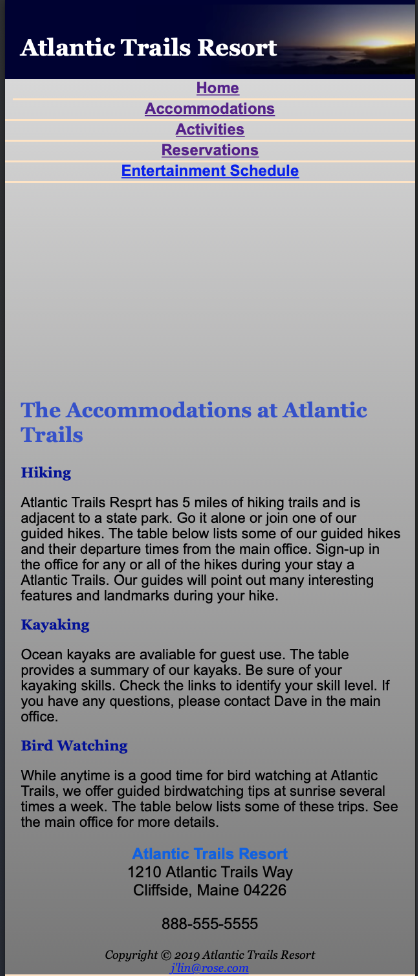 Atlantic Trails Resort
Home
Accommodations
Activities
Reservations
Entertainment Schedule
The Accommodations at Atlantic
Trails
Hiking
Atlantic Trails Resprt has 5 miles of hiking trails and is
adjacent to a state park. Go it alone or join one of our
guided hikes. The table below lists some of our guided hikes
and their departure times from the main office. Sign-up in
the office for any or all of the hikes during your stay a
Atlantic Trails. Our guides will point out many interesting
features and landmarks during your hike.
Kayaking
Ocean kayaks are avaliable for guest use. The table
provides a summary of our kayaks. Be sure of your
kayaking skills. Check the links to identify your skill level. If
you have any questions, please contact Dave in the main
office.
Bird Watching
While anytime is a good time for bird watching at Atlantic
Trails, we offer guided birdwatching tips at sunrise several
times a week. The table below lists some of these trips. See
the main office for more details.
Atlantic Trails Resort
1210 Atlantic Trails Way
Cliffside, Maine 04226
888-555-5555
Copyright © 2019 Atlantic Trails Resort
j'lin@rose.com